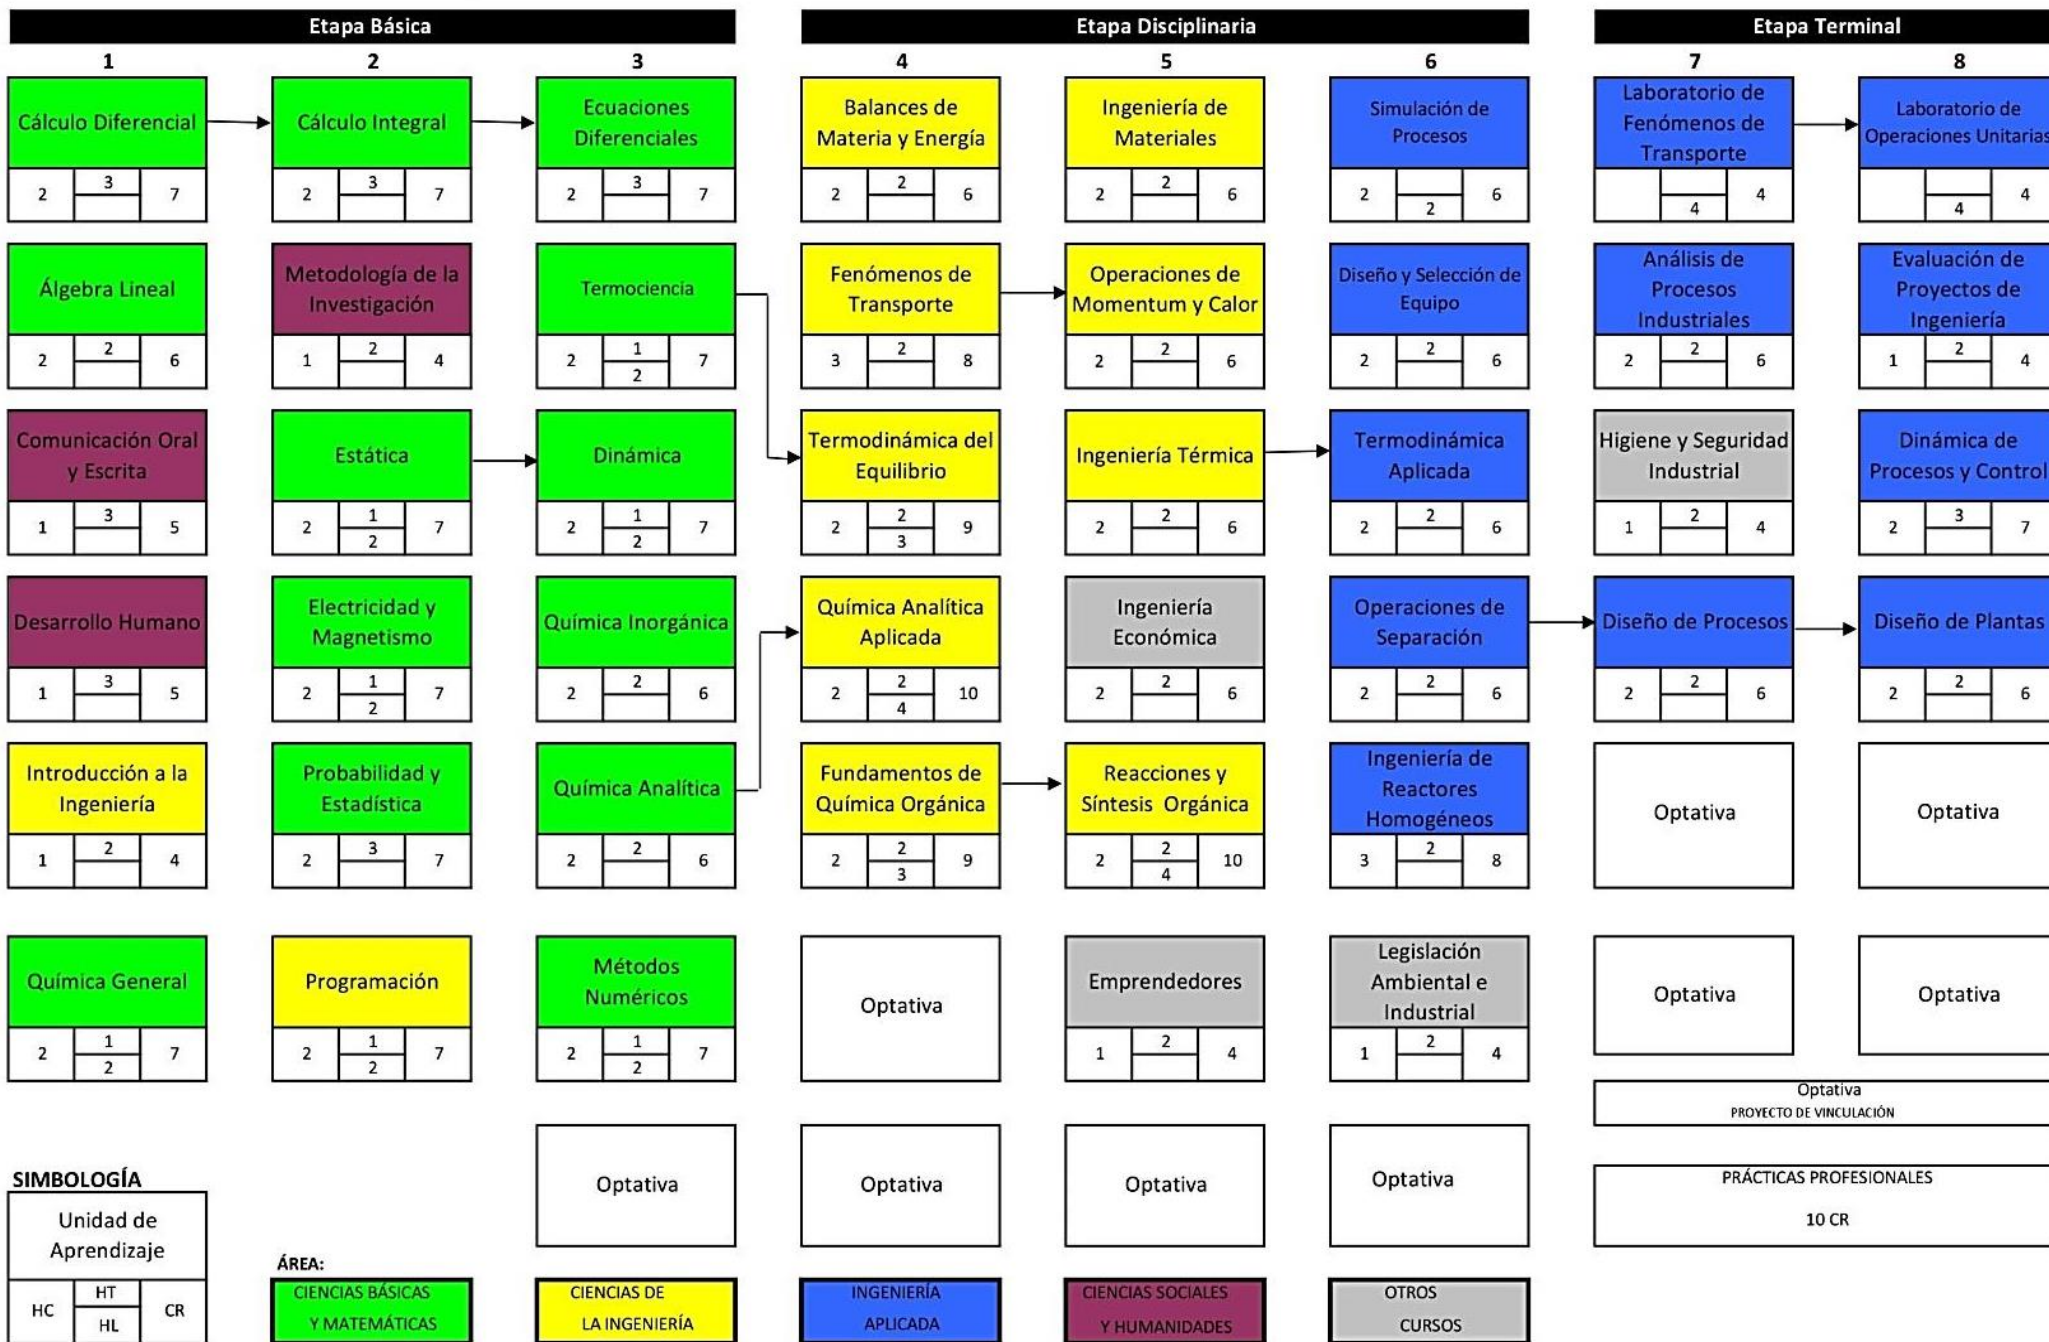 Etapa Básica
Etapa Disciplinaria
Etapa Terminal
1
2
3
4
5
6
7
8
Cálculo Diferencial
2
3
7
Cálculo Integral
2
3
7
Ecuaciones
Diferenciales
2
3
7
Balances de
Materia y Energía
2
2
6
Ingeniería de
Materiales
2
2
6
Simulación de
Procesos
2
2
6
Laboratorio de
Fenómenos de
Transporte
4
4
Laboratorio de
Operaciones Unitarias
4
4
Álgebra Lineal
2
2
6
Metodología de la
Investigación
1
2
4
Termociencia
2
1
2
7
Fenómenos de
Transporte
3
2
8
Operaciones de
Momentum y Calor
2
2
6
Diseño y Selección de
Equipo
2
2
6
Análisis de
Procesos
Industriales
2
2
6
Evaluación de
Proyectos de
Ingeniería
1
2
4
Comunicación Oral
y Escrita
1
3
5
Estática
2
1
2
7
Dinámica
2
1
2
7
Termodinámica del
Equilibrio
2
2
3
9
Ingeniería Térmica
2
2
6
Termodinámica
Aplicada
2
2
6
Higiene y Seguridad
Industrial
1
2
4
Dinámica de
Procesos y Control
2
3
7
Desarrollo Humano
1
3
5
Electricidad y
Magnetismo
2
1
2
7
Química Inorgánica
2
2
6
Química Analítica
Aplicada
2
2
4
10
Ingeniería
Económica
2
2
6
Operaciones de
Separación
2
2
6
Diseño de Procesos
2
2
6
Diseño de Plantas
2
2
6
Introducción a la
Ingeniería
1
2
4
Probabilidad y
Estadística
2
3
7
Química Analítica
2
2
6
Fundamentos de
Química Orgánica
2
2
3
9
Reacciones y
Síntesis Orgánica
2
2
4
10
Ingeniería de
Reactores
Homogéneos
3
2
8
Optativa
Optativa
Química General
2
1
2
7
Programación
2
1
2
7
Métodos
Numéricos
2
1
2
7
Optativa
Emprendedores
1
2
4
Legislación
Ambiental e
Industrial
1
2
4
Optativa
Optativa
Optativa
PROYECTO DE VINCULACIÓN
Optativa
Optativa
Optativa
Optativa
PRÁCTICAS PROFESIONALES
10 CR
SIMBOLOGÍA
Unidad de
Aprendizaje
HC
HT
HL
CR
ÁREA:
CIENCIAS BÁSICAS
Y MATEMÁTICAS
CIENCIAS DE
LA INGENIERÍA
INGENIERÍA
APLICADA
CIENCIAS SOCIALES
Y HUMANIDADES
OTROS
CURSOS